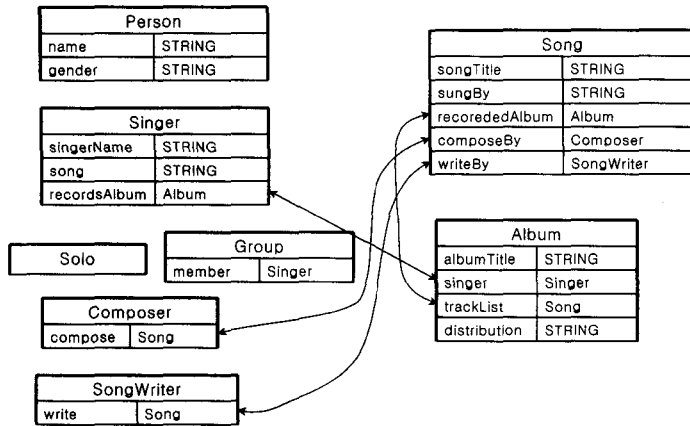 Person
name STRING
gender STRING
Singer
singerName STRING
song STRING
recordsAlbum Album
Solo
Group
member Singer
Composer
compose Song
SongWriter
write Song
Song
songTitle STRING
sungBy STRING
recorededAlbum Album
composeBy Composer
writeBy SongWriter
Album
albumTitle STRING
singer Singer
trackList Song
distribution STRING